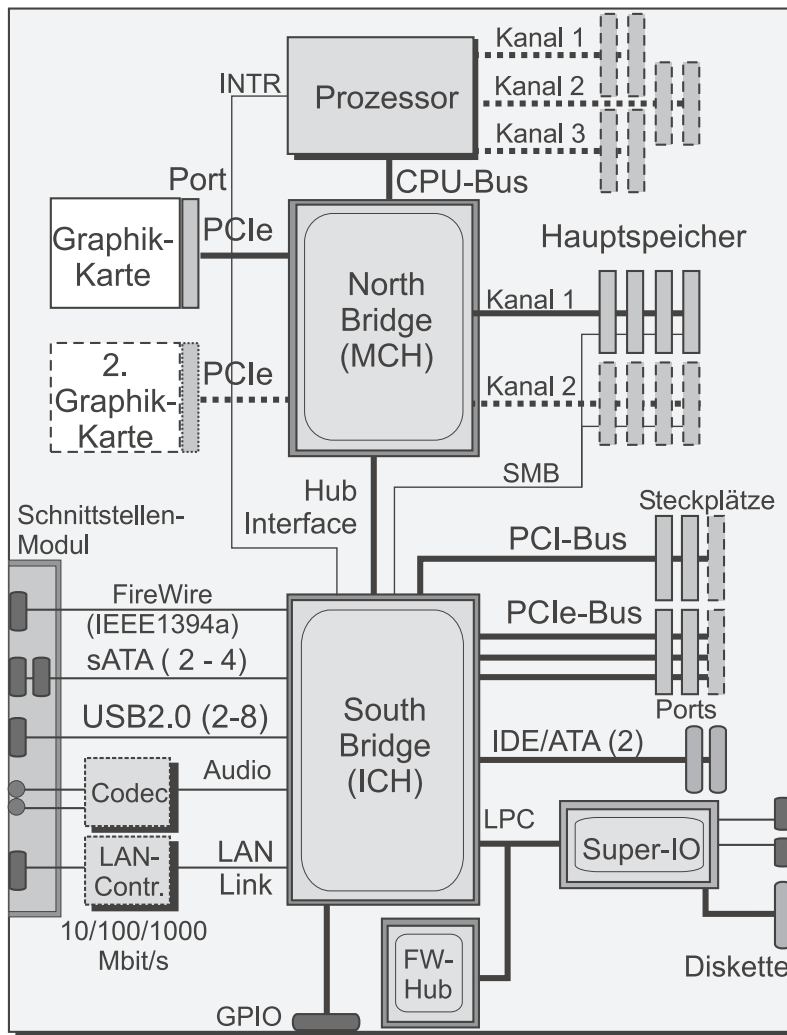 Kanal 1
INTR
Prozessor
Kanal 2
Kanal 3
Port
CPU-Bus
Graphik-
Karte
PCIe
Hauptspeicher
North
Bridge
(MCH)
Kanal 1
2.
Graphik-
Karte
PCIe
Kanal 2
Hub
Interface
SMB
Steckplätze
Schnittstellen-
Modul
PCI-Bus
FireWire
(IEEE1394a)
PCIe-Bus
sATA ( 2 - 4)
Ports
USB2.0 (2-8)
South
Bridge
(ICH)
IDE/ATA (2)
Codec
Audio
LPC
LAN-
Contr.
LAN
Link
Super-IO
10/100/1000
Mbit/s
FW-
Hub
Diskette
GPIO